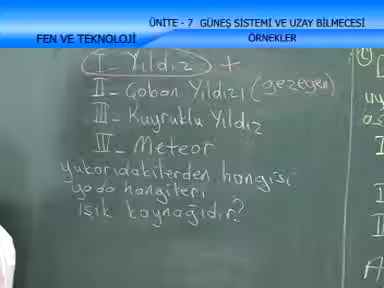 ÜNİTE - 7 GÜNEŞ SİSTEMİ VE UZAY BİLMECESİ
FEN VE TEKNOLOJİ
ÖRNEKLER
I - Yıldız +
II - Çoban Yıldızı (gezegen)
III - Kuyruklu Yıldız
IIII - Meteor
yukarıdakilerden hangisi
ya da hangileri
ışık kaynağıdır?